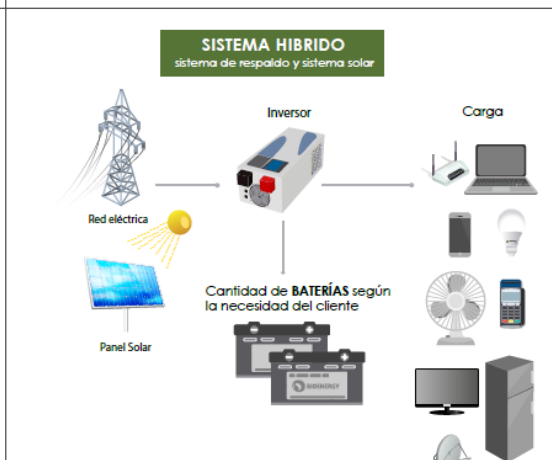 SISTEMA HIBRIDO
sistema de respaldo y sistema solar
Inversor
Carga
Red eléctrica
Panel Solar
Cantidad de BATERÍAS según
la necesidad del cliente
BIOENERGY